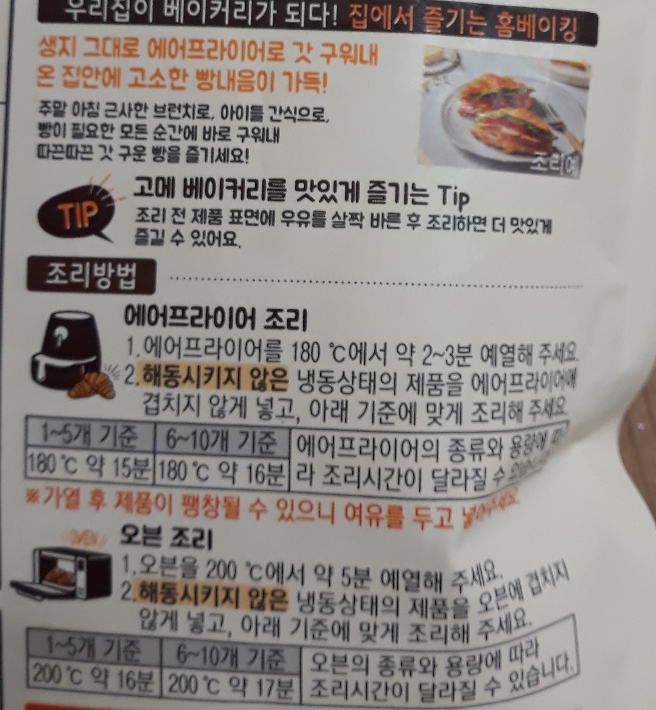 우리집이 베이커리가 되다! 집에서 즐기는 홈베이킹
생지 그대로 에어프라이어로 갓 구워내
온 집안에 고소한 빵내음이 가득!
주말 아침 근사한 브런치로, 아이들 간식으로,
빵이 필요한 모든 순간에 바로 구워내
따끈따끈 갓 구운 빵을 즐기세요!
조리예
TIP
고메 베이커리를 맛있게 즐기는 Tip
조리 전 제품 표면에 우유를 살짝 바른 후 조리하면 더 맛있게
즐길 수 있어요.
조리방법
에어프라이어 조리
1.에어프라이어를 180 ℃에서 약 2~3분 예열해 주세요.
2.해동시키지 않은 냉동상태의 제품을 에어프라이어에
겹치지 않게 넣고, 아래 기준에 맞게 조리해 주세요.
1~5개 기준 6~10개 기준 에어프라이어의 종류와 용량에 따
180 ℃ 약 15분 180 ℃ 약 16분 라 조리시간이 달라질 수
※가열 후 제품이 팽창될 수 있으니 여유를 두고 넣어주세요.
OVEN
오븐 조리
1.오븐을 200 ℃에서 약 5분 예열해 주세요.
2.해동시키지 않은 냉동상태의 제품을 오븐에 겹치지
않게 넣고, 아래 기준에 맞게 조리해 주세요.
1~5개 기준 6~10개 기준 오븐의 종류와 용량에 따라
200 ℃ 약 16분 200 ℃ 약 17분 조리시간이 달라질 수 있습니다.